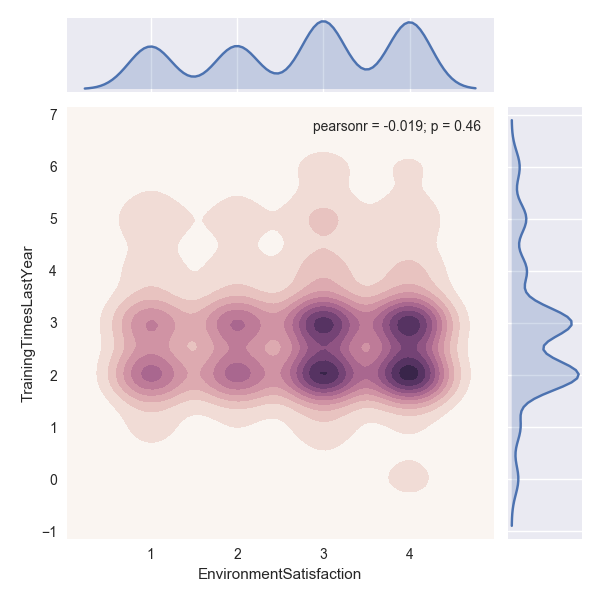 pearsonr = -0.019; p = 0.46
7
6
5
4
3
2
1
0
−1
TrainingTimesLastYear
1 2 3 4
EnvironmentSatisfaction